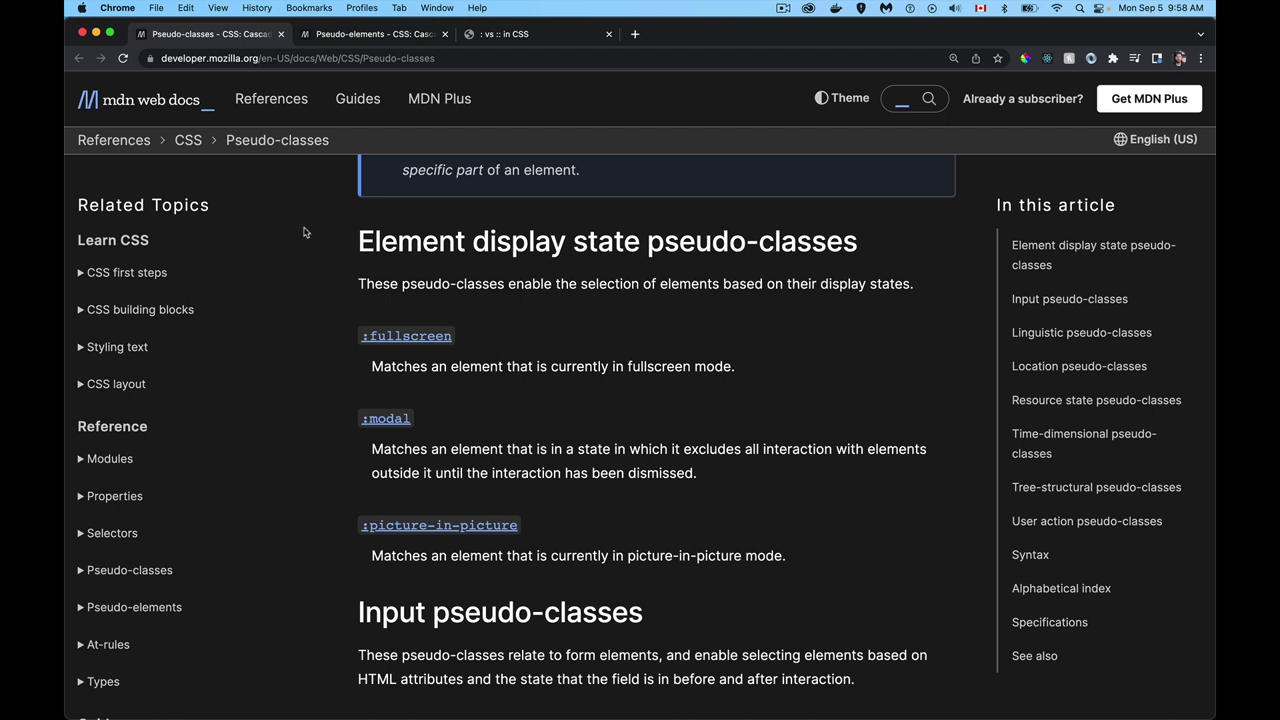 Chrome File Edit View History Bookmarks Profiles Tab Window Help Mon Sep 5 9:58 AM
Pseudo-classes - CSS: Cascad Pseudo-elements - CSS: Casca : vs :: in CSS
developer.mozilla.org/en-US/docs/Web/CSS/Pseudo-classes
mdn web docs_ References Guides MDN Plus Theme Already a subscriber? Get MDN Plus
References > CSS > Pseudo-classes English (US)
Related Topics
Learn CSS
CSS first steps
CSS building blocks
Styling text
CSS layout
Reference
Modules
Properties
Selectors
Pseudo-classes
Pseudo-elements
At-rules
Types
specific part of an element.
Element display state pseudo-classes
These pseudo-classes enable the selection of elements based on their display states.
:fullscreen
Matches an element that is currently in fullscreen mode.
:modal
Matches an element that is in a state in which it excludes all interaction with elements
outside it until the interaction has been dismissed.
:picture-in-picture
Matches an element that is currently in picture-in-picture mode.
Input pseudo-classes
These pseudo-classes relate to form elements, and enable selecting elements based on
HTML attributes and the state that the field is in before and after interaction.
In this article
Element display state pseudo-
classes
Input pseudo-classes
Linguistic pseudo-classes
Location pseudo-classes
Resource state pseudo-classes
Time-dimensional pseudo-
classes
Tree-structural pseudo-classes
User action pseudo-classes
Syntax
Alphabetical index
Specifications
See also